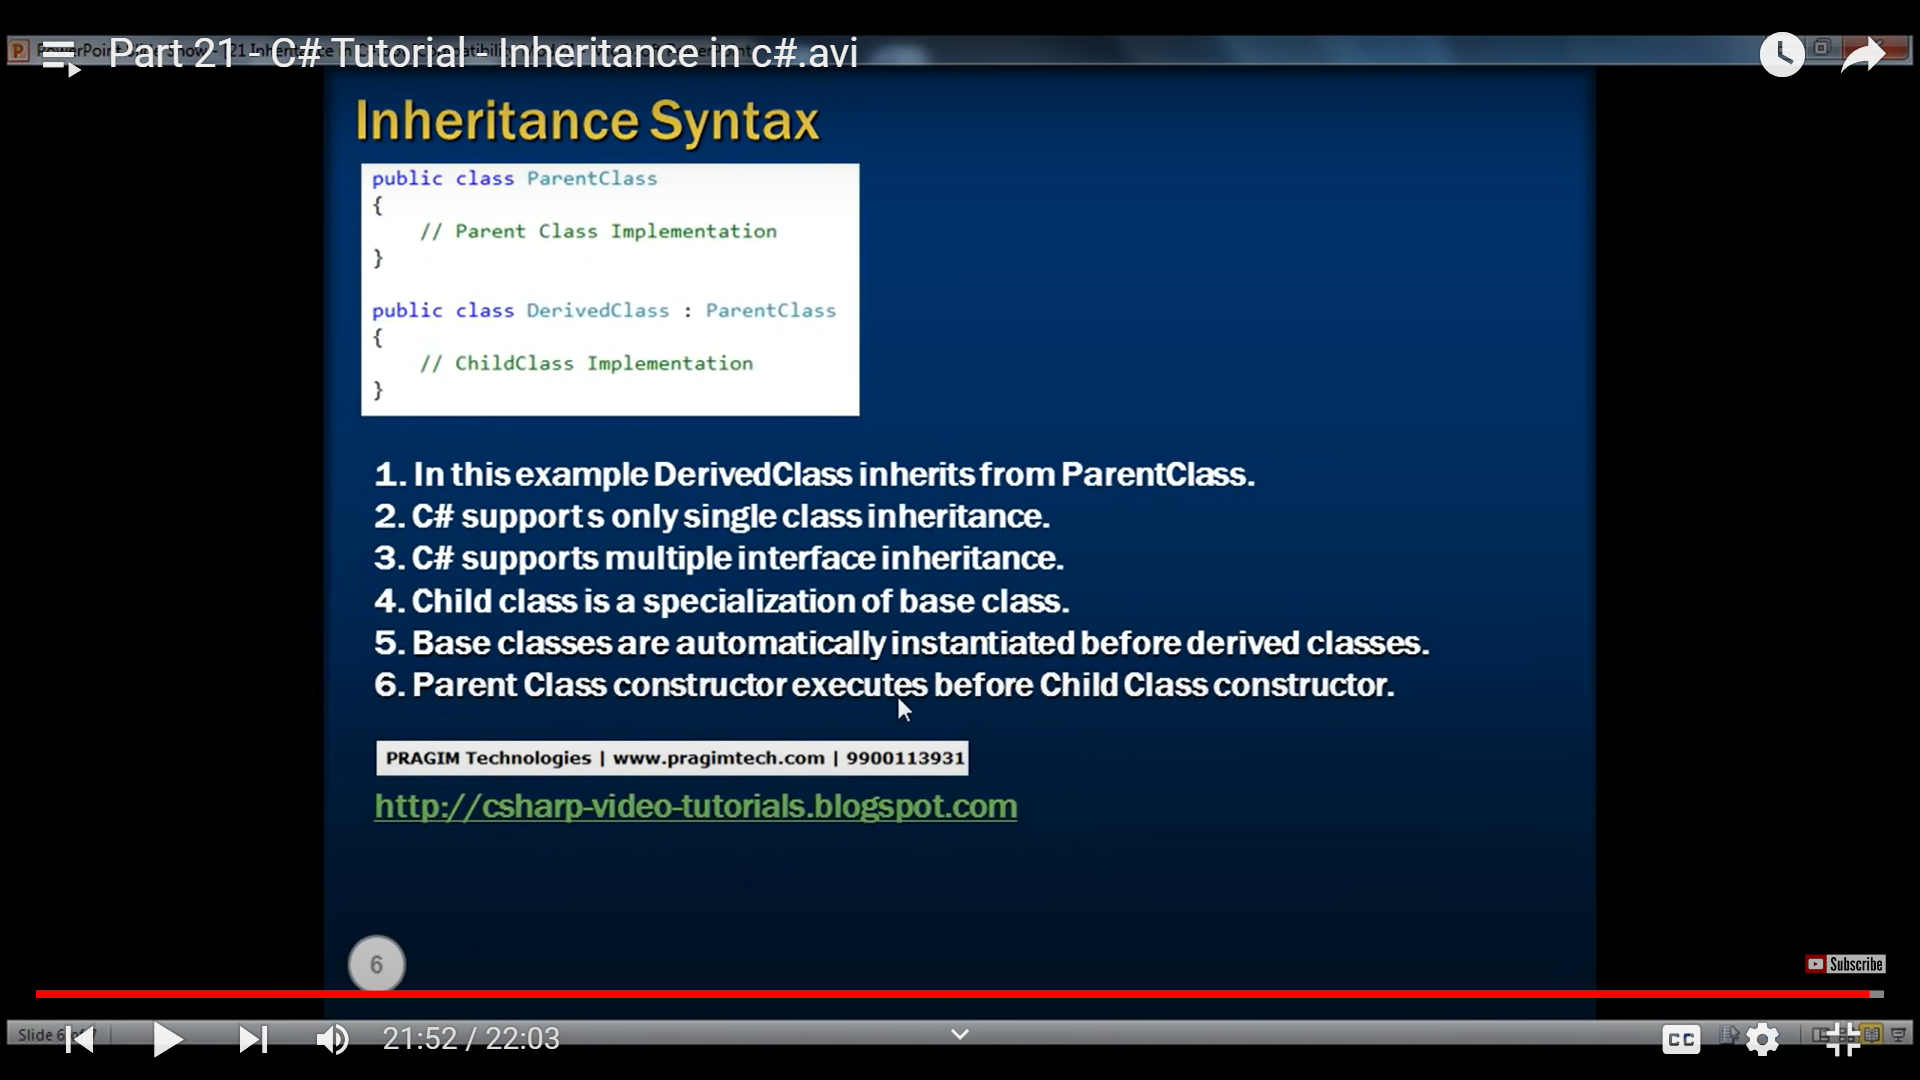 Part 21 - C# Tutorial - Inheritance in c#.avi
Inheritance Syntax
public class ParentClass
{
// Parent Class Implementation
}
public class DerivedClass : ParentClass
{
// ChildClass Implementation
}
1. In this example DerivedClass inherits from ParentClass.
2. C# supports only single class inheritance.
3. C# supports multiple interface inheritance.
4. Child class is a specialization of base class.
5. Base classes are automatically instantiated before derived classes.
6. Parent Class constructor executes before Child Class constructor.
PRAGIM Technologies | www.pragimtech.com | 9900113931
http://csharp-video-tutorials.blogspot.com
6
Subscribe
Slide 6
21:52 / 22:03
CC